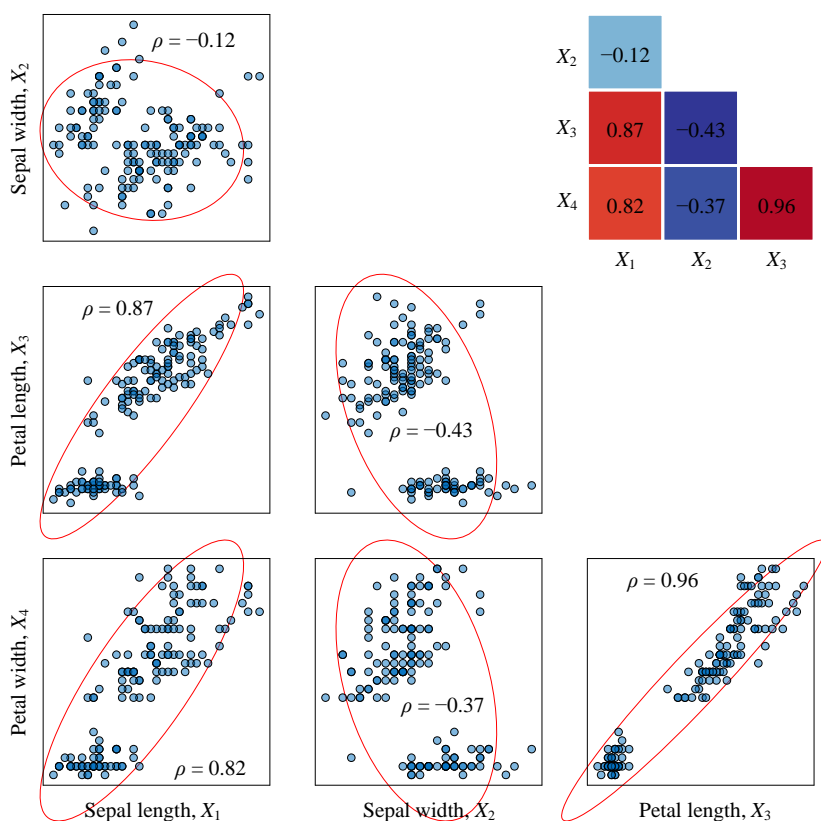 ρ = −0.12
Sepal width, X2
X2
−0.12
X3
0.87
−0.43
X4
0.82
−0.37
0.96
X1
X2
X3
ρ = 0.87
Petal length, X3
ρ = −0.43
ρ = 0.96
Petal width, X4
ρ = −0.37
ρ = 0.82
Sepal length, X1
Sepal width, X2
Petal length, X3